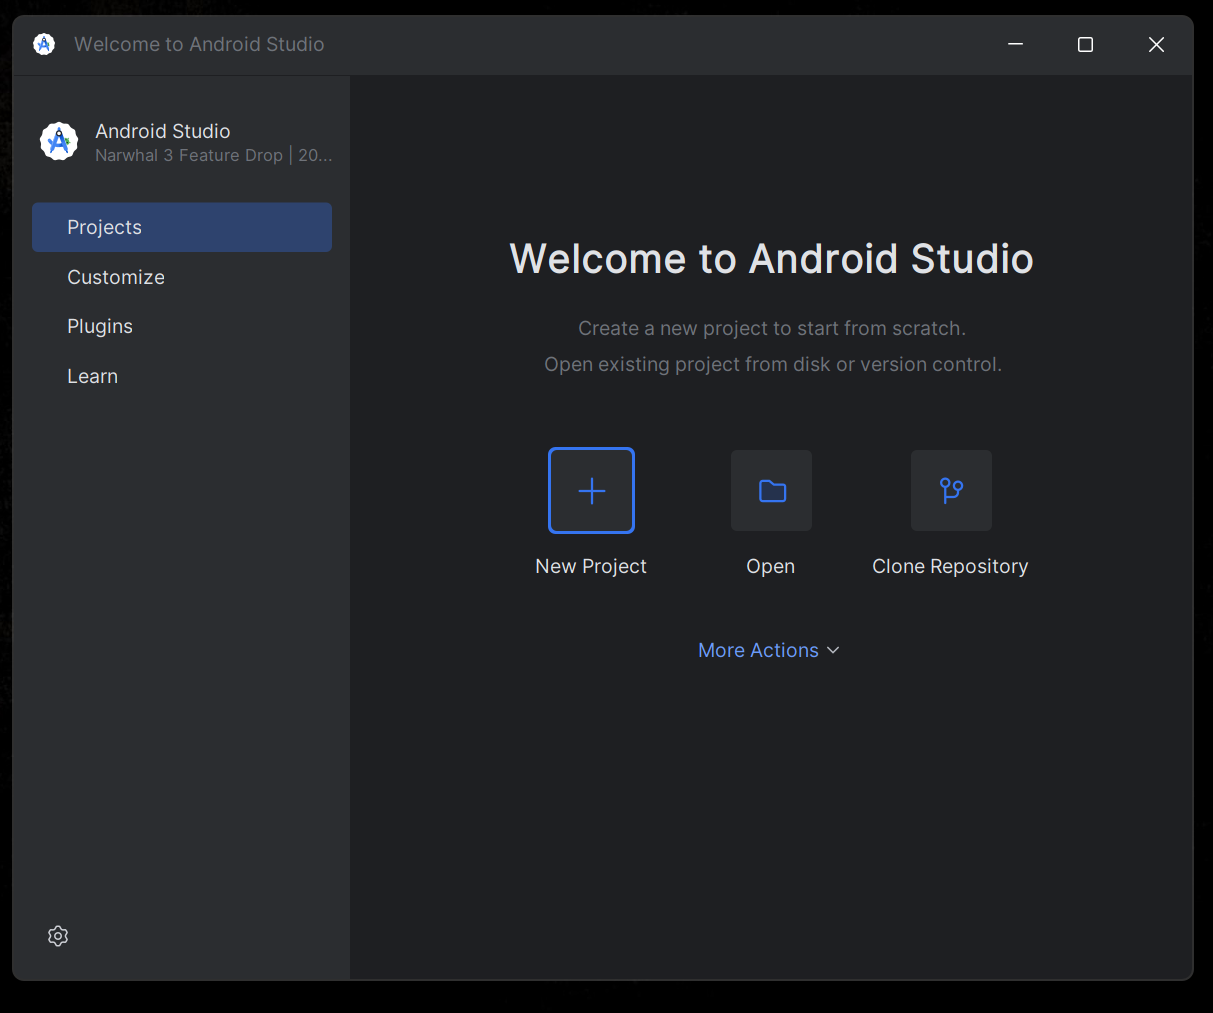 Welcome to Android Studio
Android Studio
Narwhal 3 Feature Drop | 20...
Projects
Customize
Plugins
Learn
Welcome to Android Studio
Create a new project to start from scratch.
Open existing project from disk or version control.
New Project
Open
Clone Repository
More Actions